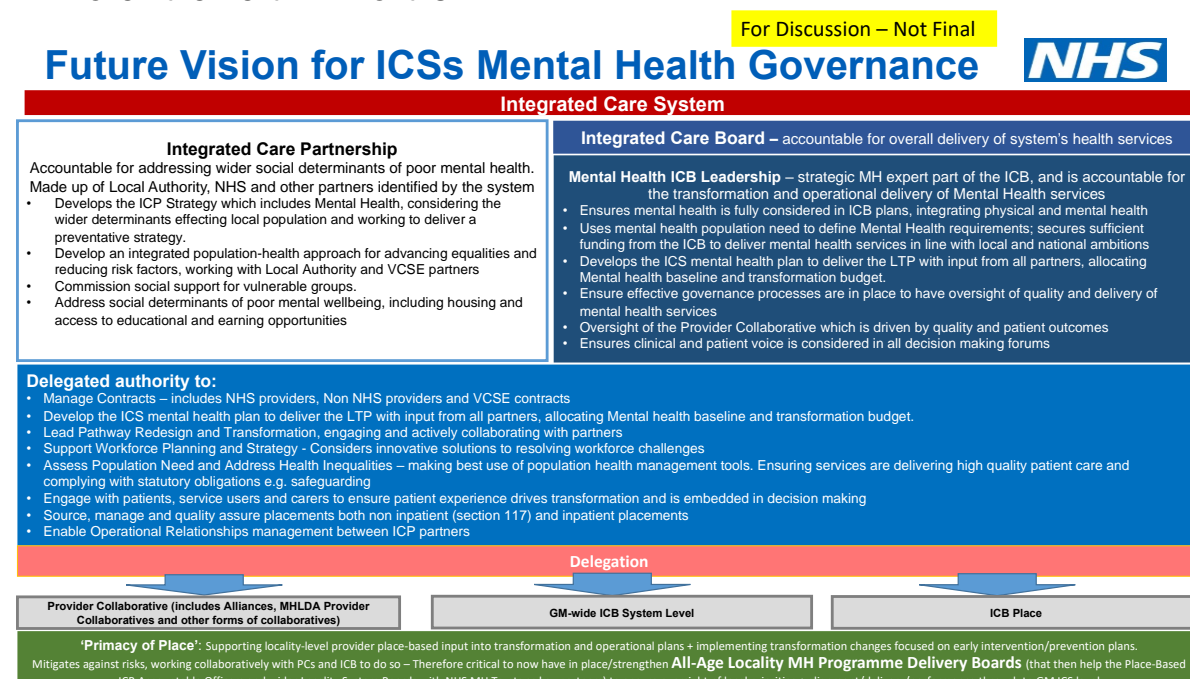 For Discussion – Not Final
Future Vision for ICSs Mental Health Governance
NHS
Integrated Care System
Integrated Care Partnership
Accountable for addressing wider social determinants of poor mental health.
Made up of Local Authority, NHS and other partners identified by the system
• Develops the ICP Strategy which includes Mental Health, considering the
wider determinants effecting local population and working to deliver a
preventative strategy.
• Develop an integrated population-health approach for advancing equalities and
reducing risk factors, working with Local Authority and VCSE partners
• Commission social support for vulnerable groups.
• Address social determinants of poor mental wellbeing, including housing and
access to educational and earning opportunities
Integrated Care Board – accountable for overall delivery of system's health services
Mental Health ICB Leadership – strategic MH expert part of the ICB, and is accountable for
the transformation and operational delivery of Mental Health services
• Ensures mental health is fully considered in ICB plans, integrating physical and mental health
• Uses mental health population need to define Mental Health requirements; secures sufficient
funding from the ICB to deliver mental health services in line with local and national ambitions
• Develops the ICS mental health plan to deliver the LTP with input from all partners, allocating
Mental health baseline and transformation budget.
• Ensure effective governance processes are in place to have oversight of quality and delivery of
mental health services
• Oversight of the Provider Collaborative which is driven by quality and patient outcomes
• Ensures clinical and patient voice is considered in all decision making forums
Delegated authority to:
• Manage Contracts – includes NHS providers, Non NHS providers and VCSE contracts
• Develop the ICS mental health plan to deliver the LTP with input from all partners, allocating Mental health baseline and transformation budget.
• Lead Pathway Redesign and Transformation, engaging and actively collaborating with partners
• Support Workforce Planning and Strategy - Considers innovative solutions to resolving workforce challenges
• Assess Population Need and Address Health Inequalities – making best use of population health management tools. Ensuring services are delivering high quality patient care and
complying with statutory obligations e.g. safeguarding
• Engage with patients, service users and carers to ensure patient experience drives transformation and is embedded in decision making
• Source, manage and quality assure placements both non inpatient (section 117) and inpatient placements
• Enable Operational Relationships management between ICP partners
Delegation
Provider Collaborative (includes Alliances, MHLDA Provider
Collaboratives and other forms of collaboratives)
GM-wide ICB System Level
ICB Place
'Primacy of Place': Supporting locality-level provider place-based input into transformation and operational plans + implementing transformation changes focused on early intervention/prevention plans.
Mitigates against risks, working collaboratively with PCs and ICB to do so – Therefore critical to now have in place/strengthen All-Age Locality MH Programme Delivery Boards (that then help the Place-Based